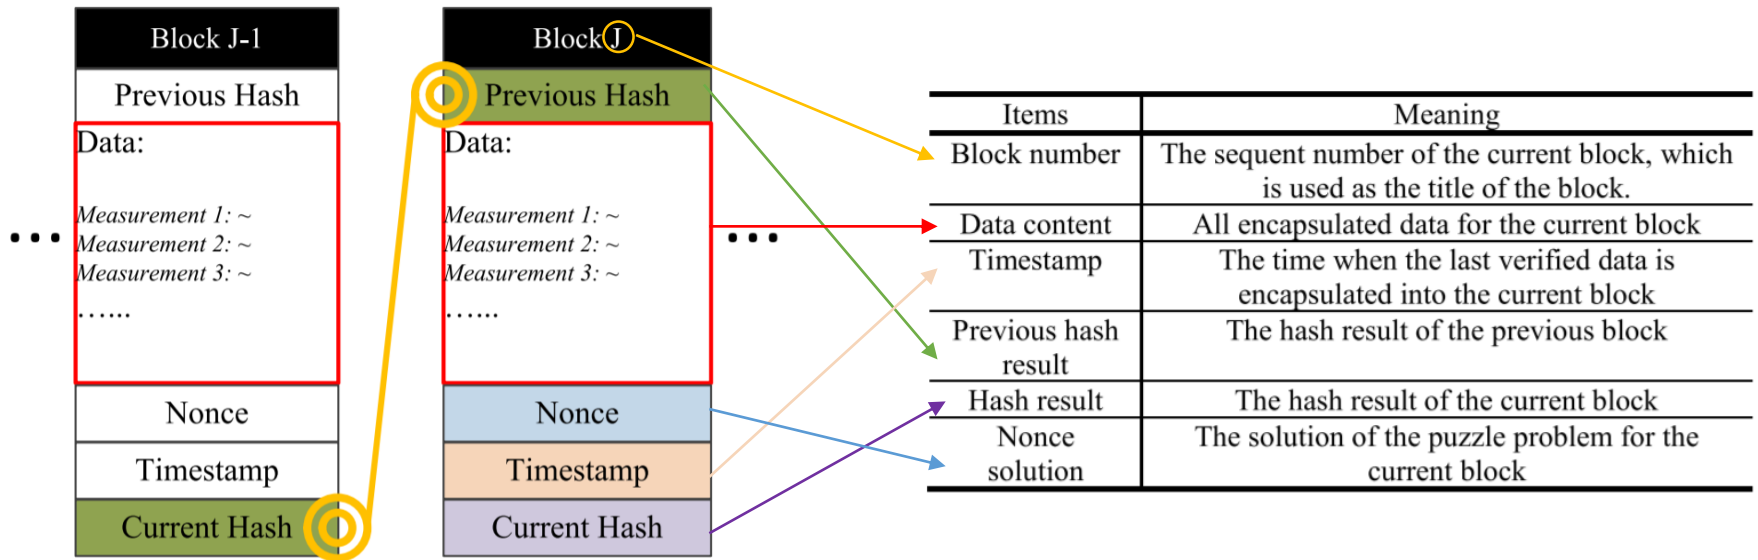 Block J-1
Previous Hash
Data:
Measurement 1: ~
Measurement 2: ~
Measurement 3: ~
…...
Nonce
Timestamp
Current Hash
...
Block J
Previous Hash
Data:
Measurement 1: ~
Measurement 2: ~
Measurement 3: ~
…...
Nonce
Timestamp
Current Hash
...
Items Meaning
Block number The sequent number of the current block, which
is used as the title of the block.
Data content All encapsulated data for the current block
Timestamp The time when the last verified data is
encapsulated into the current block
Previous hash The hash result of the previous block
result
Hash result The hash result of the current block
Nonce The solution of the puzzle problem for the
solution current block